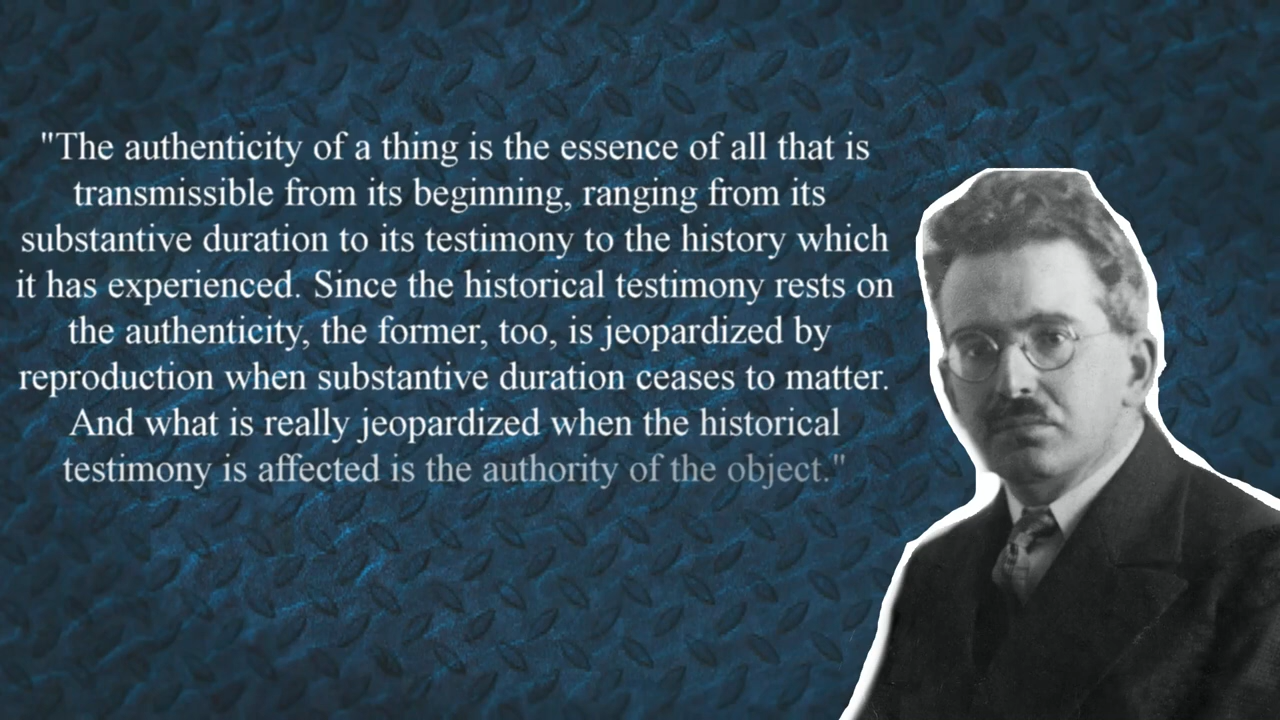 "The authenticity of a thing is the essence of all that is
transmissible from its beginning, ranging from its
substantive duration to its testimony to the history which
it has experienced. Since the historical testimony rests on
the authenticity, the former, too, is jeopardized by
reproduction when substantive duration ceases to matter.
And what is really jeopardized when the historical
testimony is affected is the authority of the object."